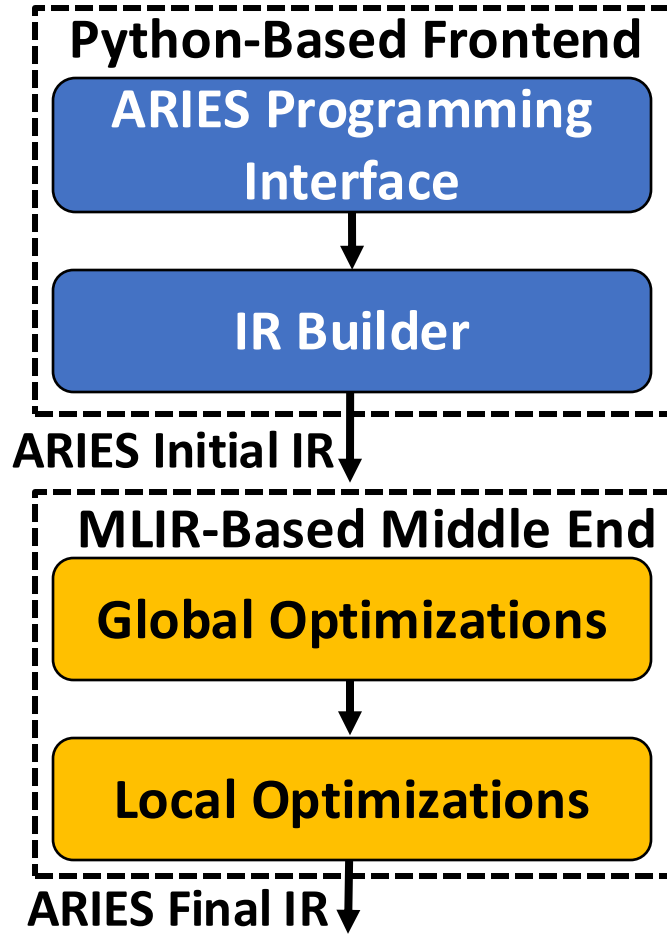 Python-Based Frontend
ARIES Programming
Interface
IR Builder
ARIES Initial IR
MLIR-Based Middle End
Global Optimizations
Local Optimizations
ARIES Final IR